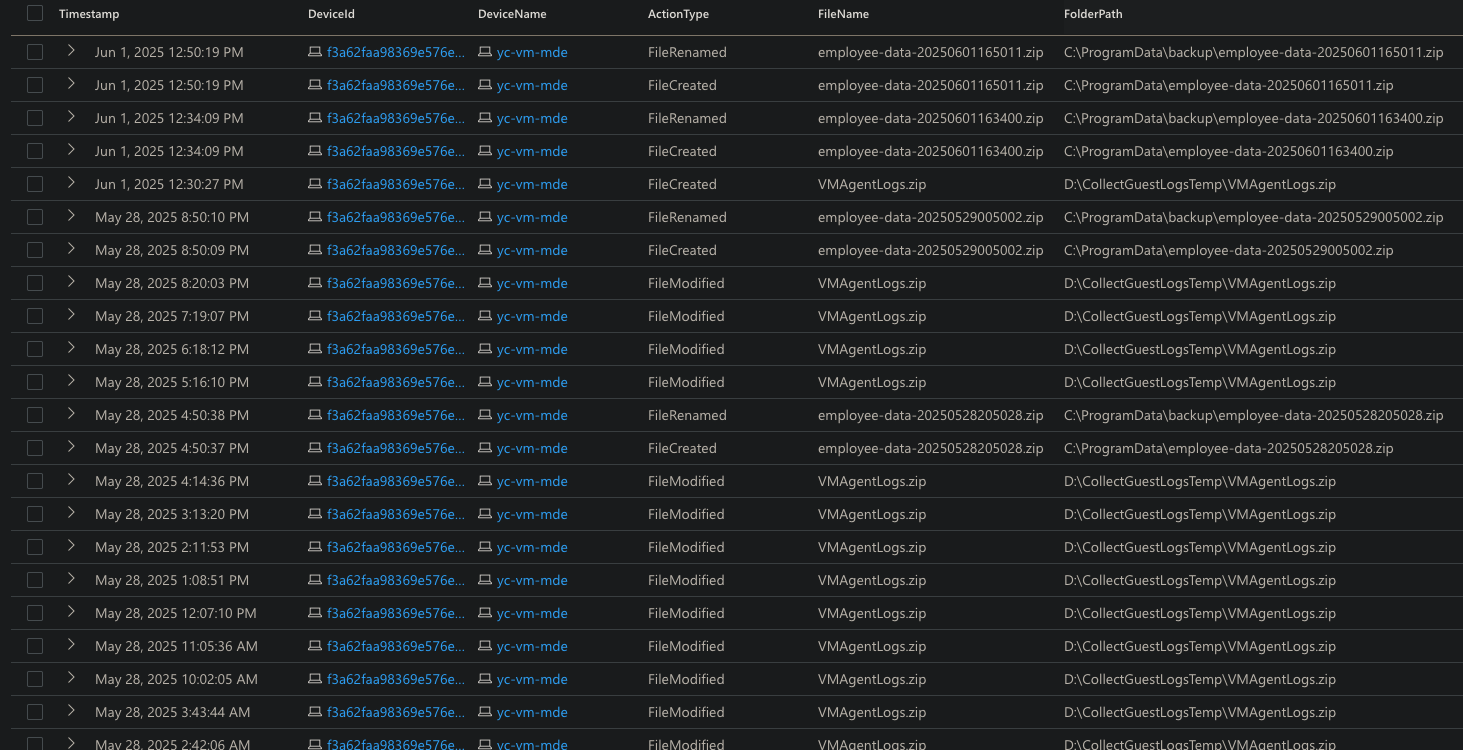 Timestamp DeviceId DeviceName ActionType FileName FolderPath
Jun 1, 2025 12:50:19 PM f3a62faa98369e576e... yc-vm-mde FileRenamed employee-data-20250601165011.zip C:\ProgramData\backup\employee-data-20250601165011.zip
Jun 1, 2025 12:50:19 PM f3a62faa98369e576e... yc-vm-mde FileCreated employee-data-20250601165011.zip C:\ProgramData\employee-data-20250601165011.zip
Jun 1, 2025 12:34:09 PM f3a62faa98369e576e... yc-vm-mde FileRenamed employee-data-20250601163400.zip C:\ProgramData\backup\employee-data-20250601163400.zip
Jun 1, 2025 12:34:09 PM f3a62faa98369e576e... yc-vm-mde FileCreated employee-data-20250601163400.zip C:\ProgramData\employee-data-20250601163400.zip
Jun 1, 2025 12:30:27 PM f3a62faa98369e576e... yc-vm-mde FileCreated VMAgentLogs.zip D:\CollectGuestLogsTemp\VMAgentLogs.zip
May 28, 2025 8:50:10 PM f3a62faa98369e576e... yc-vm-mde FileRenamed employee-data-20250529005002.zip C:\ProgramData\backup\employee-data-20250529005002.zip
May 28, 2025 8:50:09 PM f3a62faa98369e576e... yc-vm-mde FileCreated employee-data-20250529005002.zip C:\ProgramData\employee-data-20250529005002.zip
May 28, 2025 8:20:03 PM f3a62faa98369e576e... yc-vm-mde FileModified VMAgentLogs.zip D:\CollectGuestLogsTemp\VMAgentLogs.zip
May 28, 2025 7:19:07 PM f3a62faa98369e576e... yc-vm-mde FileModified VMAgentLogs.zip D:\CollectGuestLogsTemp\VMAgentLogs.zip
May 28, 2025 6:18:12 PM f3a62faa98369e576e... yc-vm-mde FileModified VMAgentLogs.zip D:\CollectGuestLogsTemp\VMAgentLogs.zip
May 28, 2025 5:16:10 PM f3a62faa98369e576e... yc-vm-mde FileModified VMAgentLogs.zip D:\CollectGuestLogsTemp\VMAgentLogs.zip
May 28, 2025 4:50:38 PM f3a62faa98369e576e... yc-vm-mde FileRenamed employee-data-20250528205028.zip C:\ProgramData\backup\employee-data-20250528205028.zip
May 28, 2025 4:50:37 PM f3a62faa98369e576e... yc-vm-mde FileCreated employee-data-20250528205028.zip C:\ProgramData\employee-data-20250528205028.zip
May 28, 2025 4:14:36 PM f3a62faa98369e576e... yc-vm-mde FileModified VMAgentLogs.zip D:\CollectGuestLogsTemp\VMAgentLogs.zip
May 28, 2025 3:13:20 PM f3a62faa98369e576e... yc-vm-mde FileModified VMAgentLogs.zip D:\CollectGuestLogsTemp\VMAgentLogs.zip
May 28, 2025 2:11:53 PM f3a62faa98369e576e... yc-vm-mde FileModified VMAgentLogs.zip D:\CollectGuestLogsTemp\VMAgentLogs.zip
May 28, 2025 1:08:51 PM f3a62faa98369e576e... yc-vm-mde FileModified VMAgentLogs.zip D:\CollectGuestLogsTemp\VMAgentLogs.zip
May 28, 2025 12:07:10 PM f3a62faa98369e576e... yc-vm-mde FileModified VMAgentLogs.zip D:\CollectGuestLogsTemp\VMAgentLogs.zip
May 28, 2025 11:05:36 AM f3a62faa98369e576e... yc-vm-mde FileModified VMAgentLogs.zip D:\CollectGuestLogsTemp\VMAgentLogs.zip
May 28, 2025 10:02:05 AM f3a62faa98369e576e... yc-vm-mde FileModified VMAgentLogs.zip D:\CollectGuestLogsTemp\VMAgentLogs.zip
May 28, 2025 3:43:44 AM f3a62faa98369e576e... yc-vm-mde FileModified VMAgentLogs.zip D:\CollectGuestLogsTemp\VMAgentLogs.zip
May 28, 2025 2:42:06 AM f3a62faa98369e576e... yc-vm-mde FileModified VMAgentLogs.zip D:\CollectGuestLogsTemp\VMAgentLogs.zip